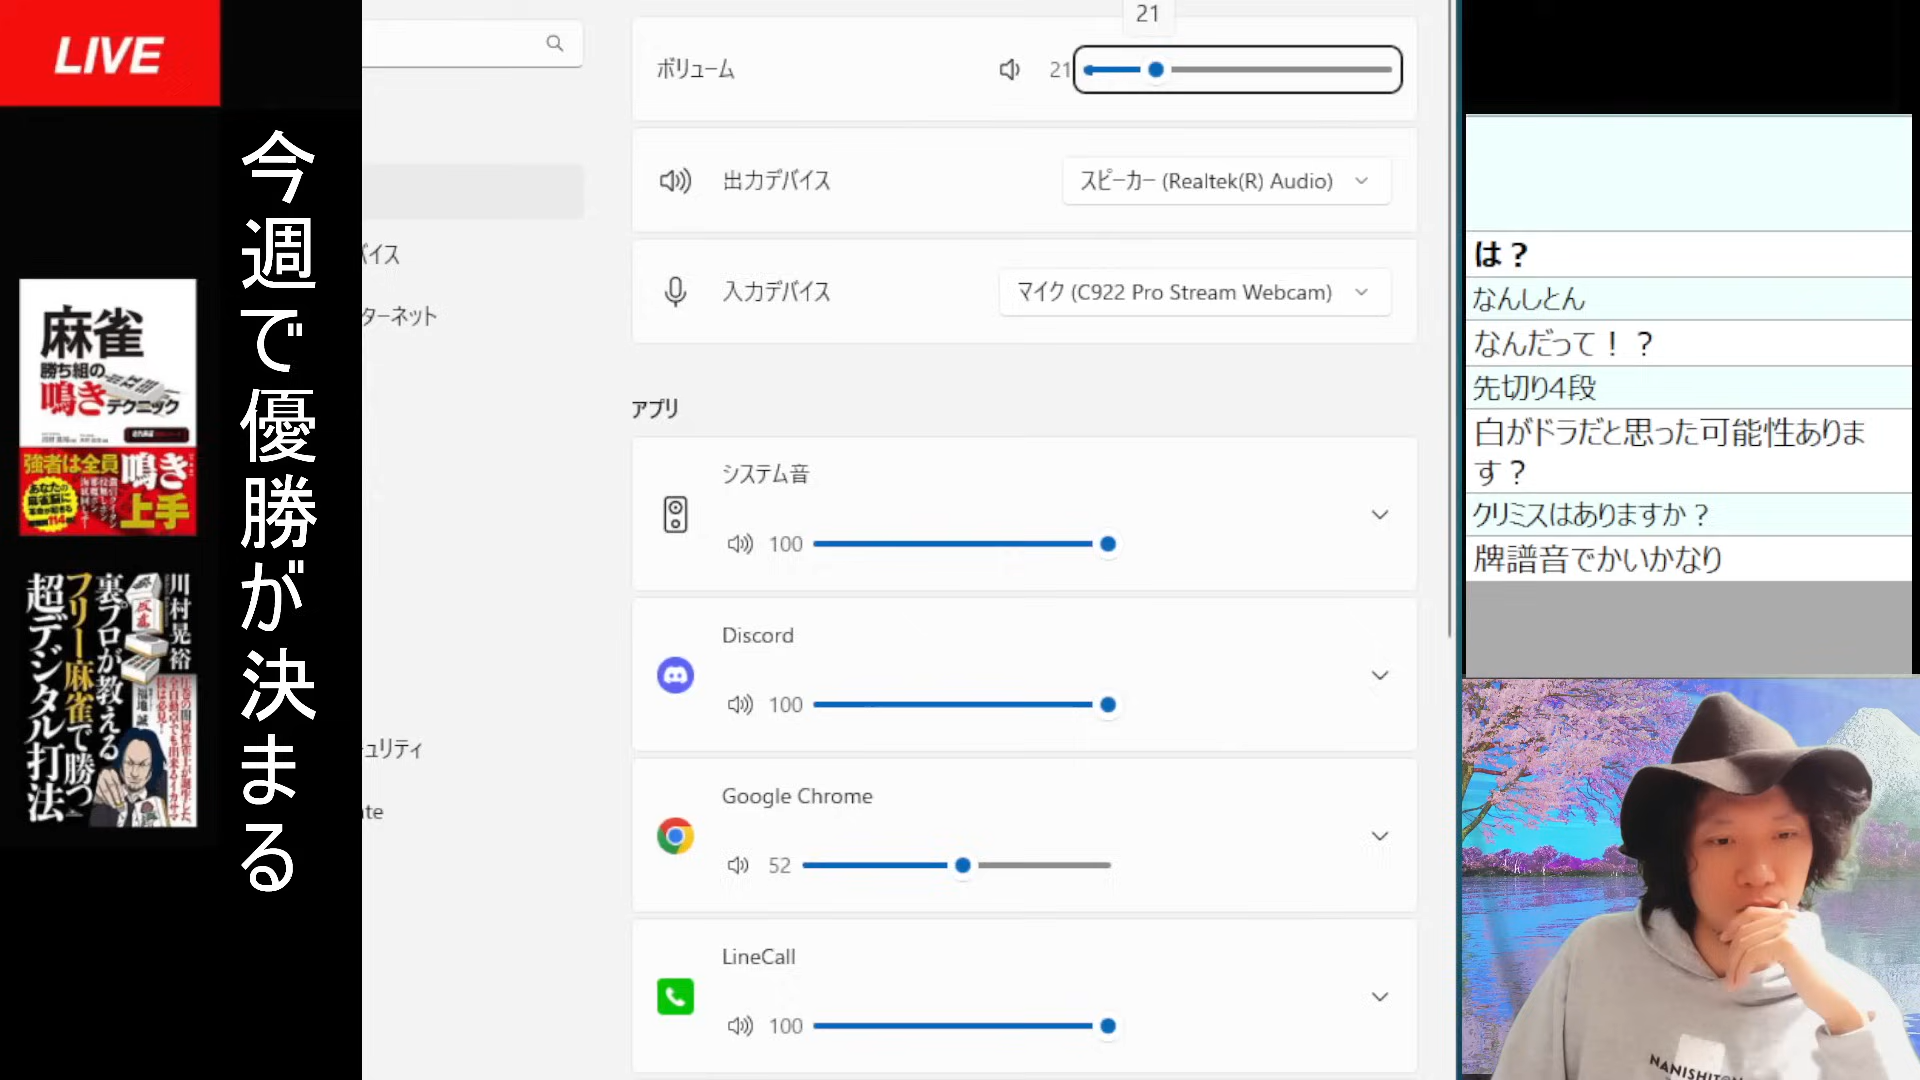 LIVE
今週で優勝が決まる
麻雀
勝ち組の
鳴きテクニック
強者は全員鳴き上手
あなたの
川村晃裕
裏プロが教える
フリー麻雀で勝つ
超デジタル打法
福地誠
21
ボリューム
21
出力デバイス
スピーカー (Realtek(R) Audio)
入力デバイス
マイク (C922 Pro Stream Webcam)
バイス
ターネット
ュリティ
te
アプリ
システム音
100
Discord
100
Google Chrome
52
LineCall
100
は？
なんしとん
なんだって！？
先切り4段
白がドラだと思った可能性ありま
す？
クリミスはありますか？
牌譜音でかいかなり